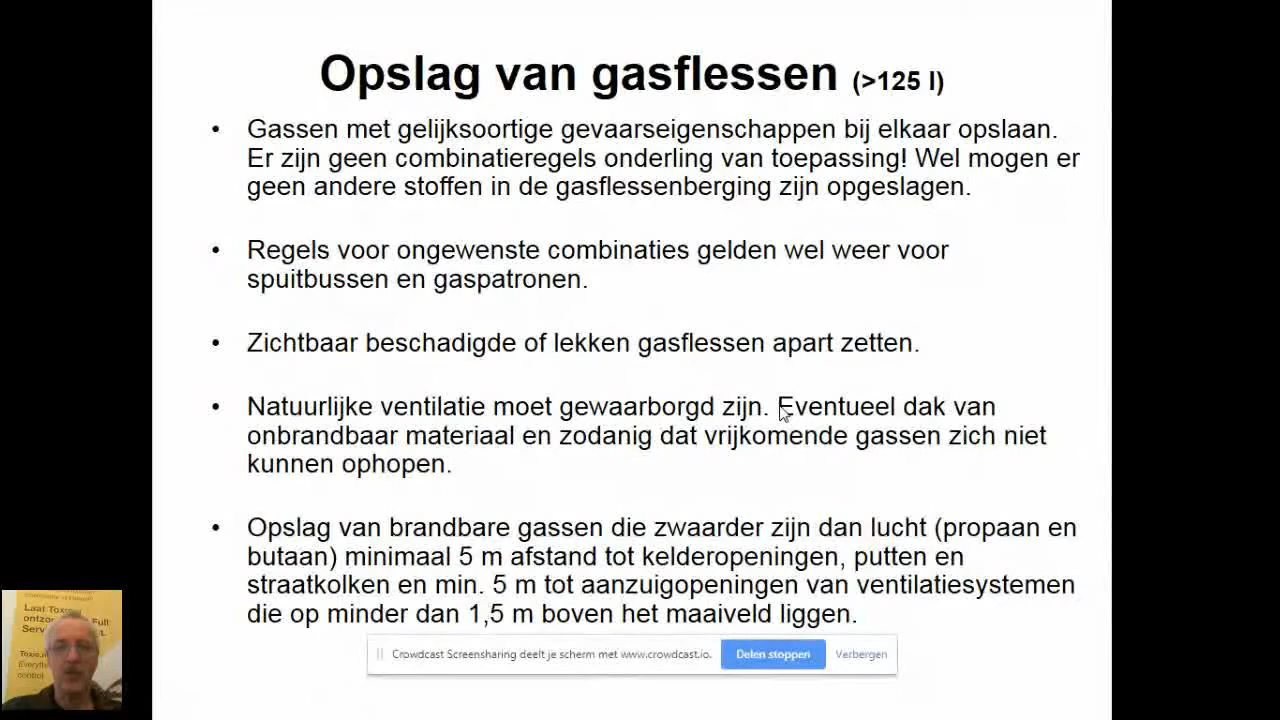 Opslag van gasflessen (>125 l)
• Gassen met gelijksoortige gevaarseigenschappen bij elkaar opslaan.
Er zijn geen combinatieregels onderling van toepassing! Wel mogen er
geen andere stoffen in de gasflessenberging zijn opgeslagen.
• Regels voor ongewenste combinaties gelden wel weer voor
spuitbussen en gaspatronen.
• Zichtbaar beschadigde of lekken gasflessen apart zetten.
• Natuurlijke ventilatie moet gewaarborgd zijn. Eventueel dak van
onbrandbaar materiaal en zodanig dat vrijkomende gassen zich niet
kunnen ophopen.
• Opslag van brandbare gassen die zwaarder zijn dan lucht (propaan en
butaan) minimaal 5 m afstand tot kelderopeningen, putten en
straatkolken en min. 5 m tot aanzuigopeningen van ventilatiesystemen
die op minder dan 1,5 m boven het maaiveld liggen.
Crowdcast Screensharing deelt je scherm met www.crowdcast.io.
Delen stoppen
Verbergen
Laat
Full
control